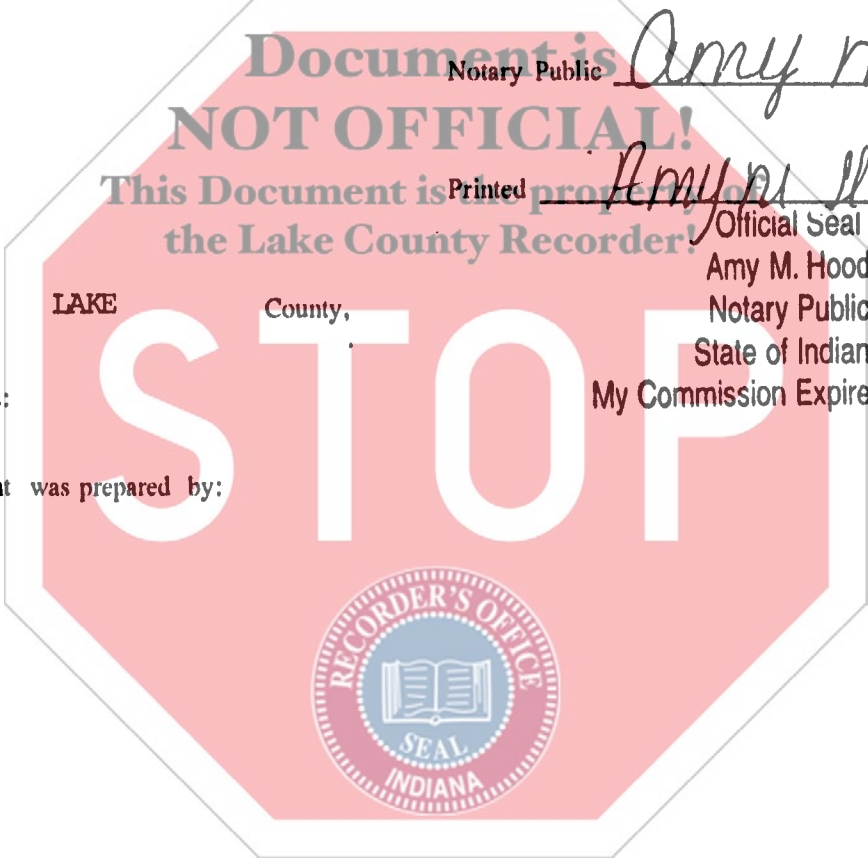 Document is
Notary Public Amy
NOT OFFICIAL!
This Document is the property of
Printed Amy M
the Lake County Recorder!
Official Seal
Amy M. Hood
LAKE County,
Notary Public
State of Indian
My Commission Expire
STOP
was prepared by:
RECORDER'S OFFICE
SEAL
INDIANA